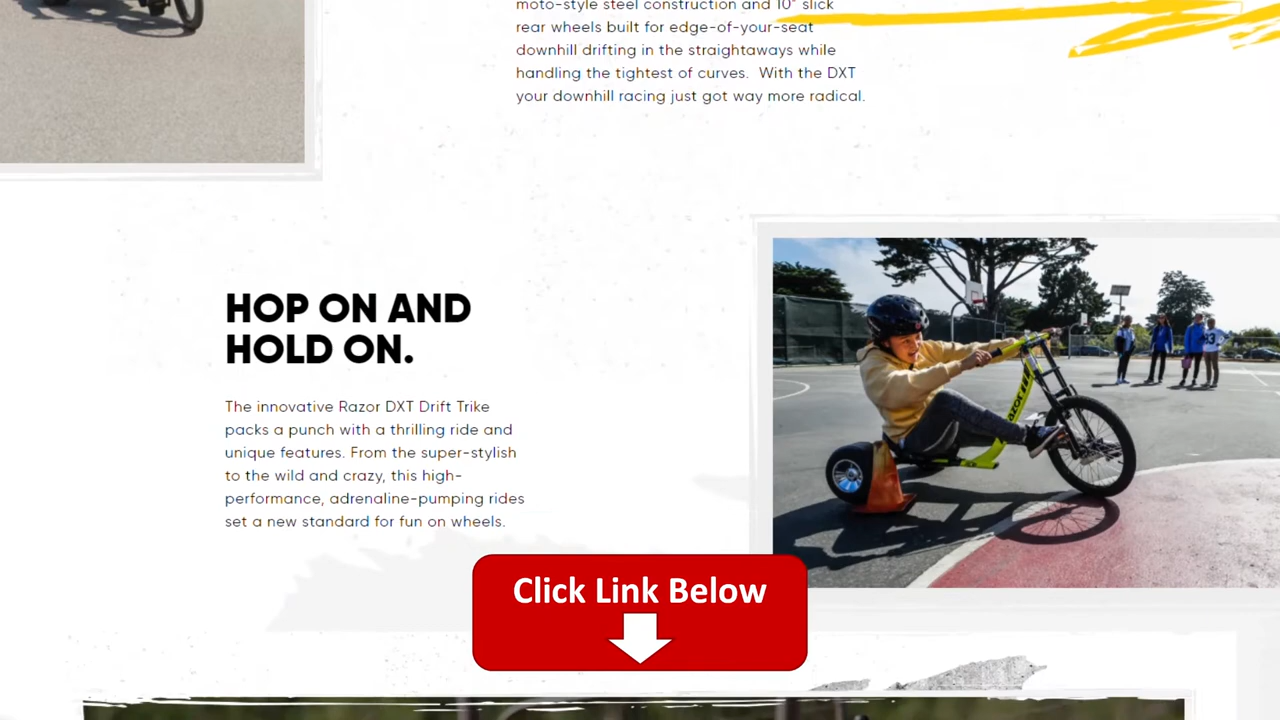 moto-style steel construction and 10" slick
rear wheels built for edge-of-your-seat
downhill drifting in the straightaways while
handling the tightest of curves.  With the DXT
your downhill racing just got way more radical.
HOP ON AND
HOLD ON.
The innovative Razor DXT Drift Trike
packs a punch with a thrilling ride and
unique features. From the super-stylish
to the wild and crazy, this high-
performance, adrenaline-pumping rides
set a new standard for fun on wheels.
Razor
33
Click Link Below